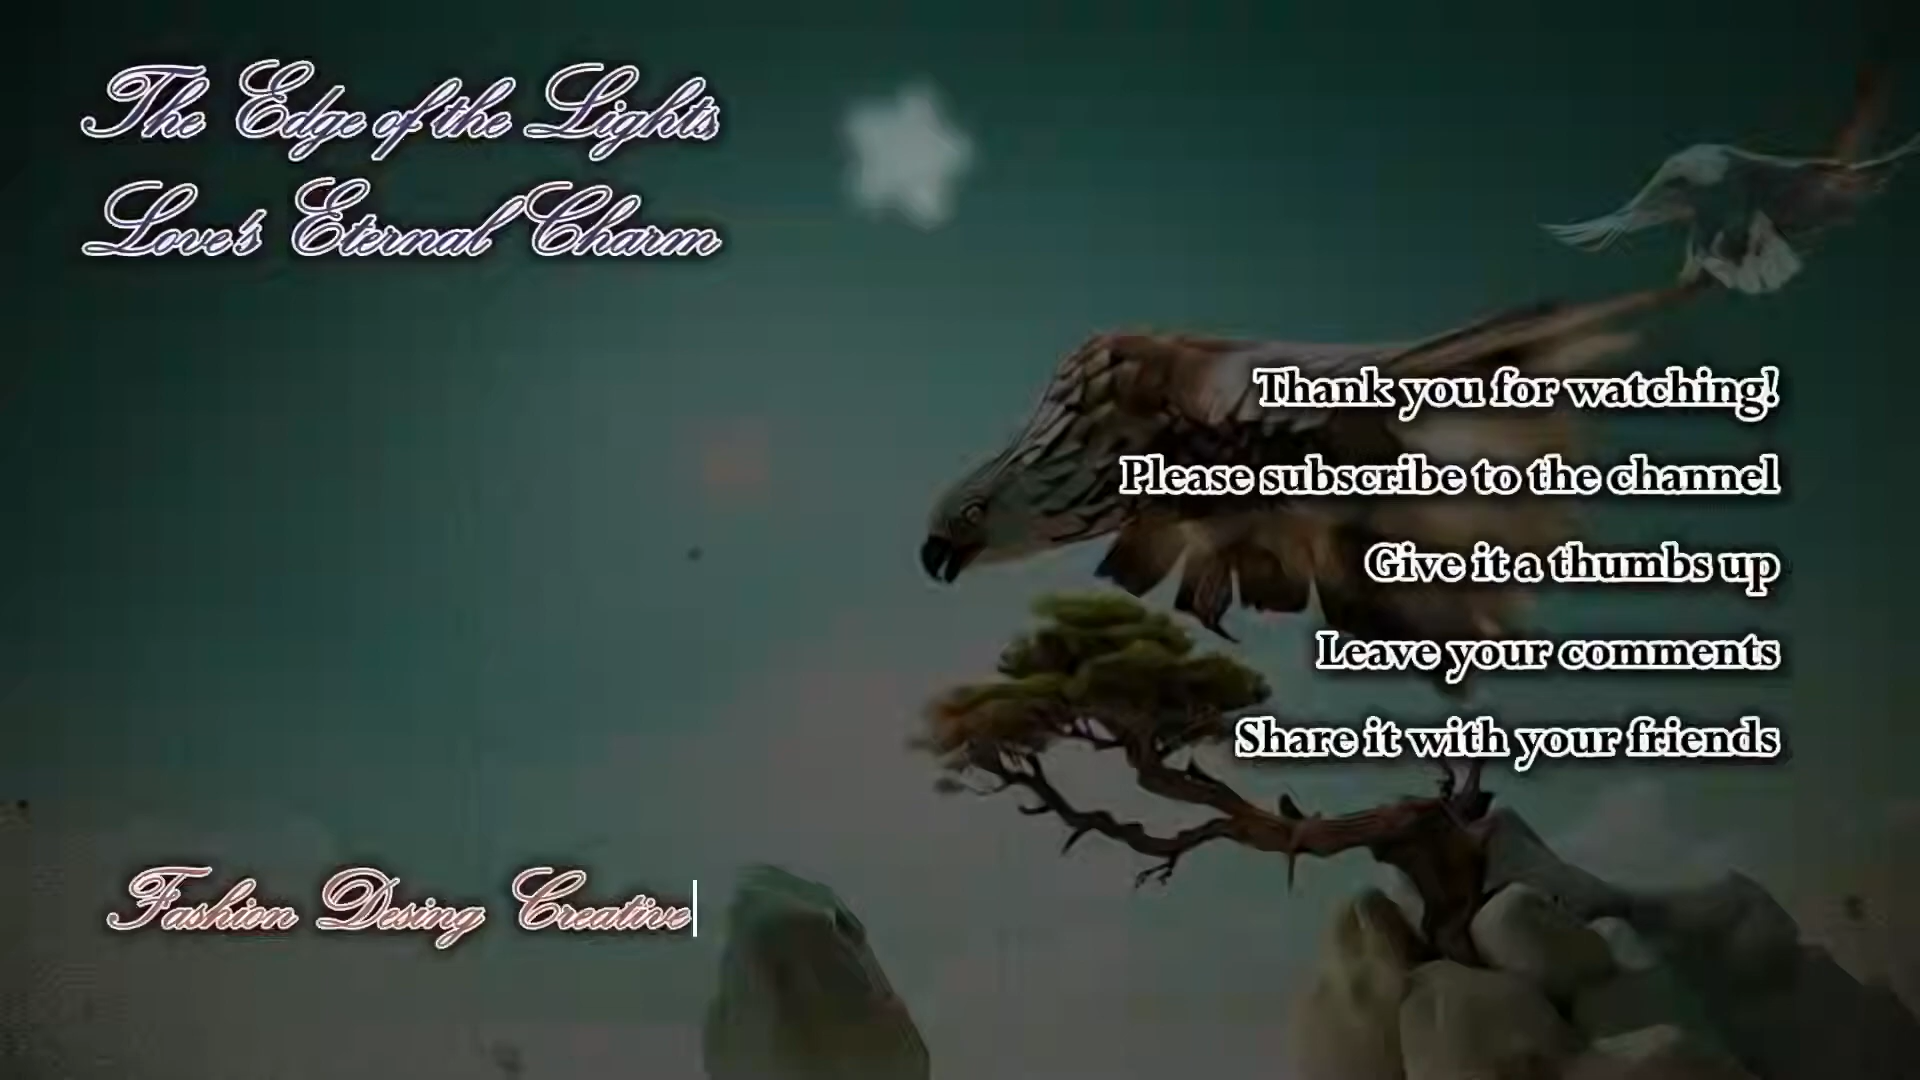 The Edge of the Lights
Love's Eternal Charm
Thank you for watching!
Please subscribe to the channel
Give it a thumbs up
Leave your comments
Share it with your friends
Fashion Desing Creative